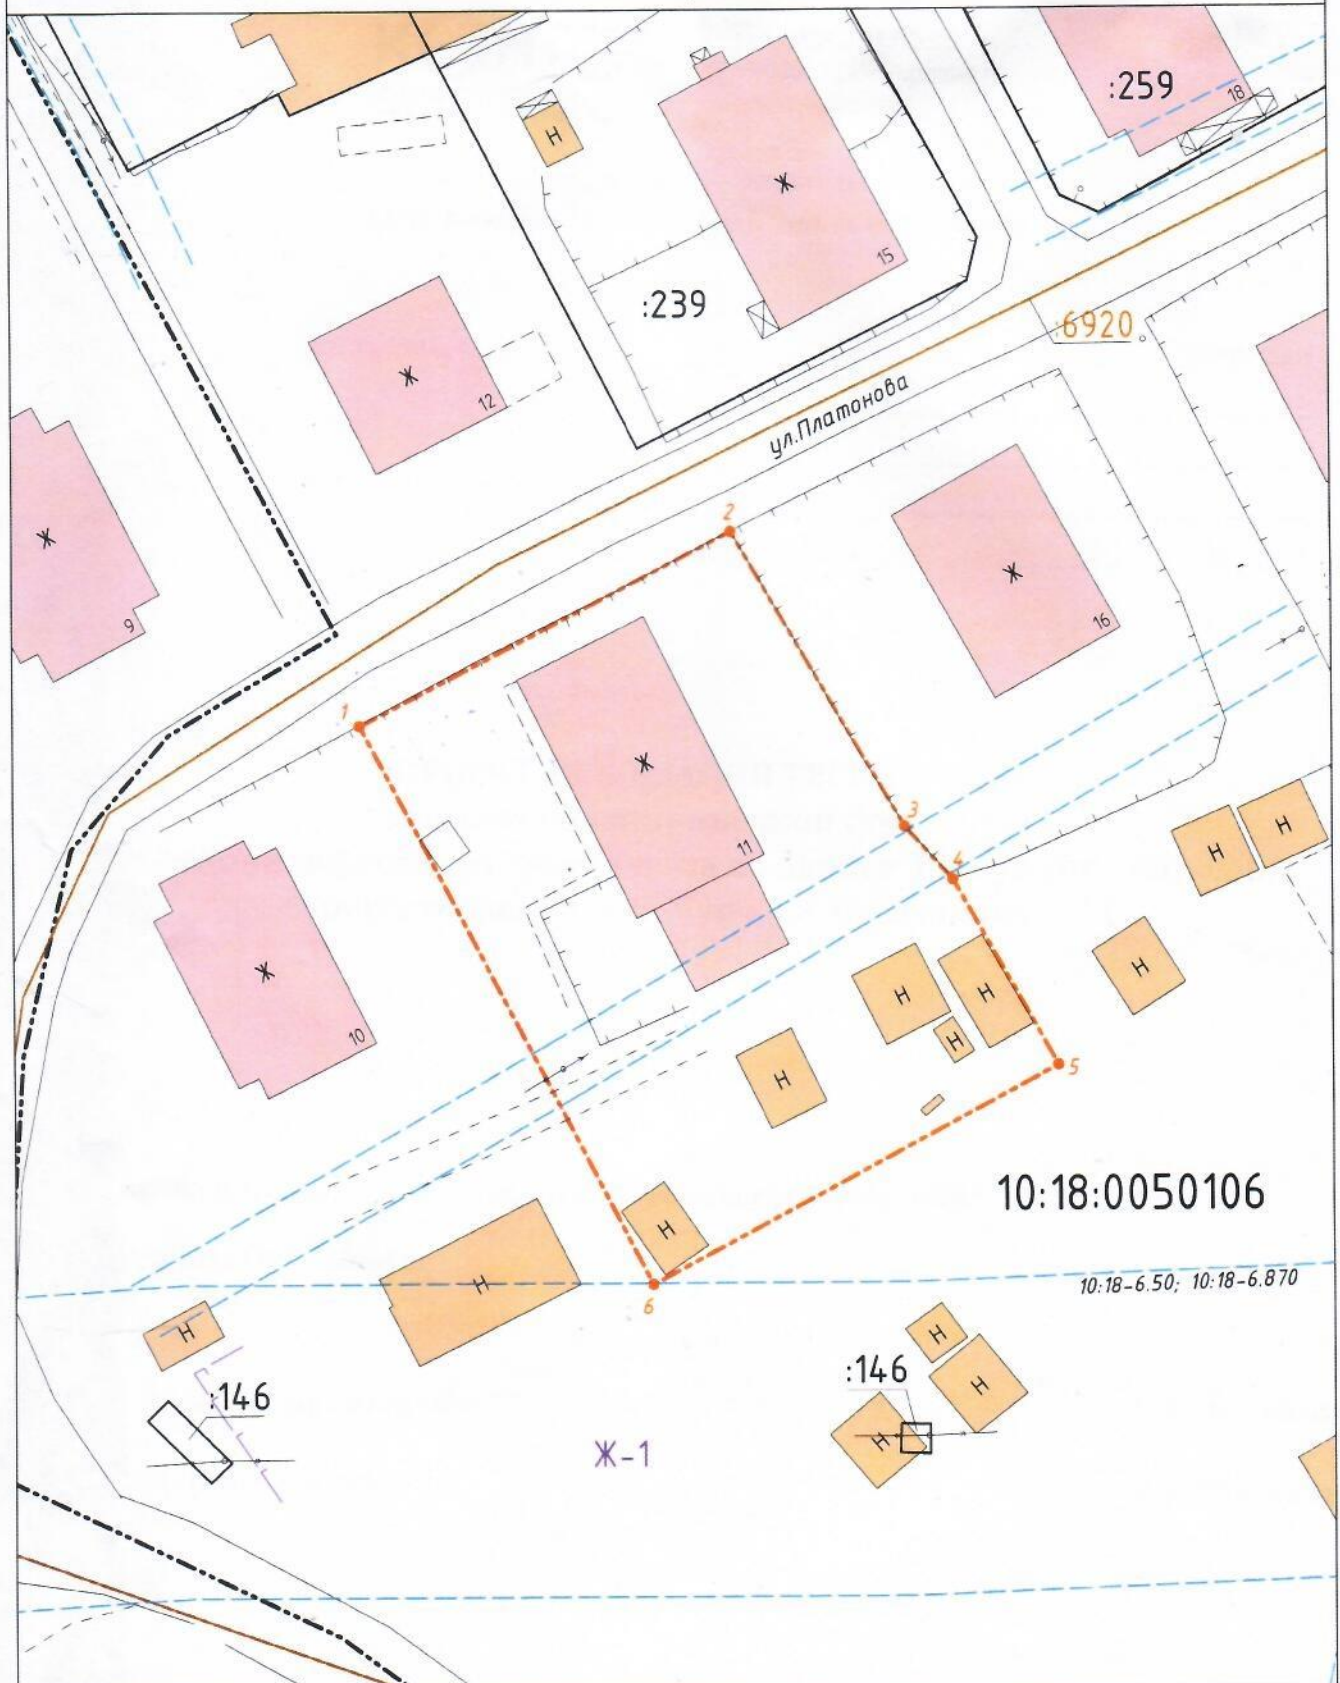 :259
18
Н
Ж
15
:239
:6920
Ж
12
ул.Платонова
2
Ж
9
Ж
16
1
Ж
11
3
4
Н
Н
Ж
10
Н
Н
Н
Н
Н
5
10:18:0050106
Н
6
Н
10:18-6.50; 10:18-6.870
Н
Н
:146
:146
Н
Н
Ж-1